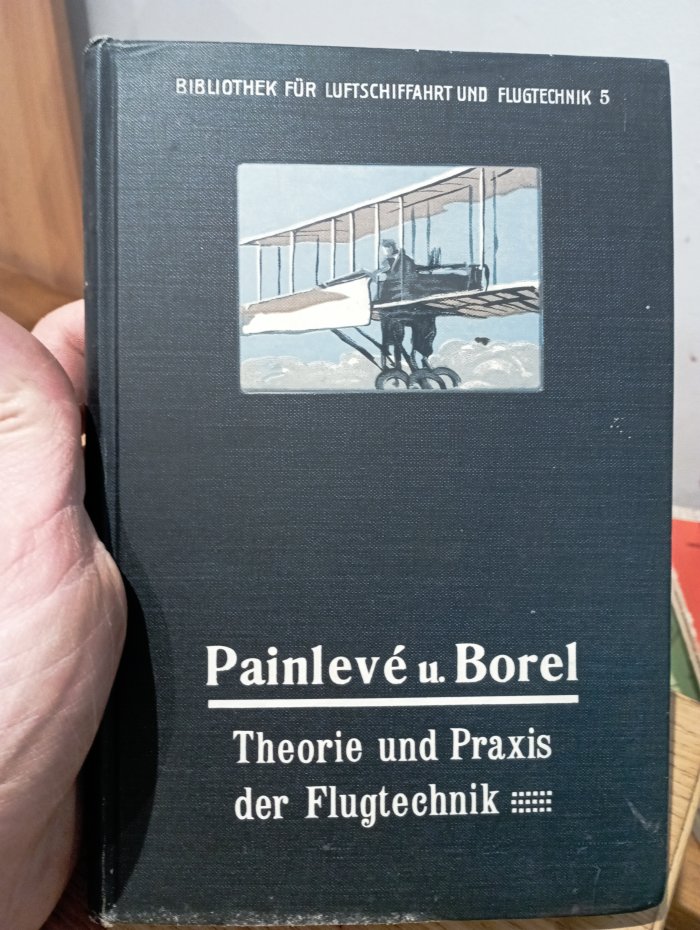 BIBLIOTHEK FÜR LUFTSCHIFFAHRT UND FLUGTECHNIK 5
Painlevé u. Borel
Theorie und Praxis
der Flugtechnik